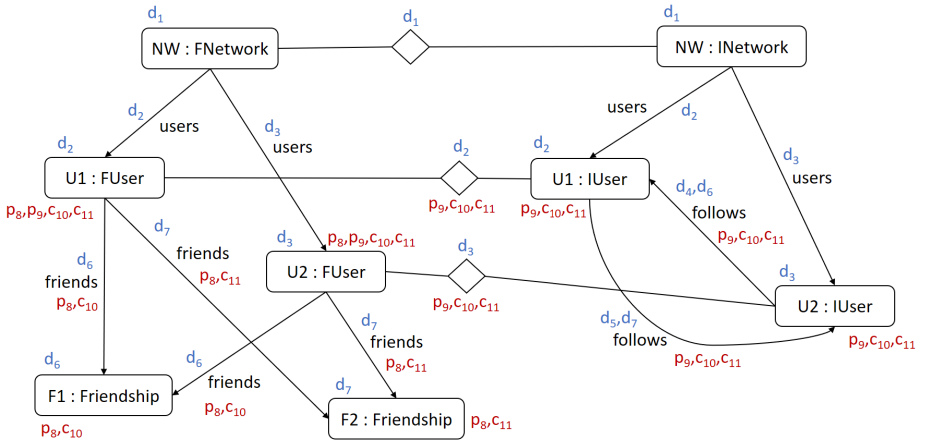 d₁
d₁
NW : FNetwork
NW : INetwork
d₂
users
users
d₂
d₃
users
d₂
d₂
d₂
d₃
users
U1 : FUser
U1 : IUser
p₈,p₉,c₁₀,c₁₁
p₉,c₁₀,c₁₁
p₉,c₁₀,c₁₁
d₄,d₆
follows
p₉,c₁₀,c₁₁
d₇
friends
p₈,c₁₁
d₃
p₈,p₉,c₁₀,c₁₁
d₃
d₆
friends
p₈,c₁₀
U2 : FUser
d₃
p₉,c₁₀,c₁₁
U2 : IUser
d₅,d₇
follows
p₉,c₁₀,c₁₁
p₉,c₁₀,c₁₁
d₇
friends
p₈,c₁₁
d₆
friends
p₈,c₁₀
d₆
F1 : Friendship
p₈,c₁₀
d₇
F2 : Friendship
p₈,c₁₁